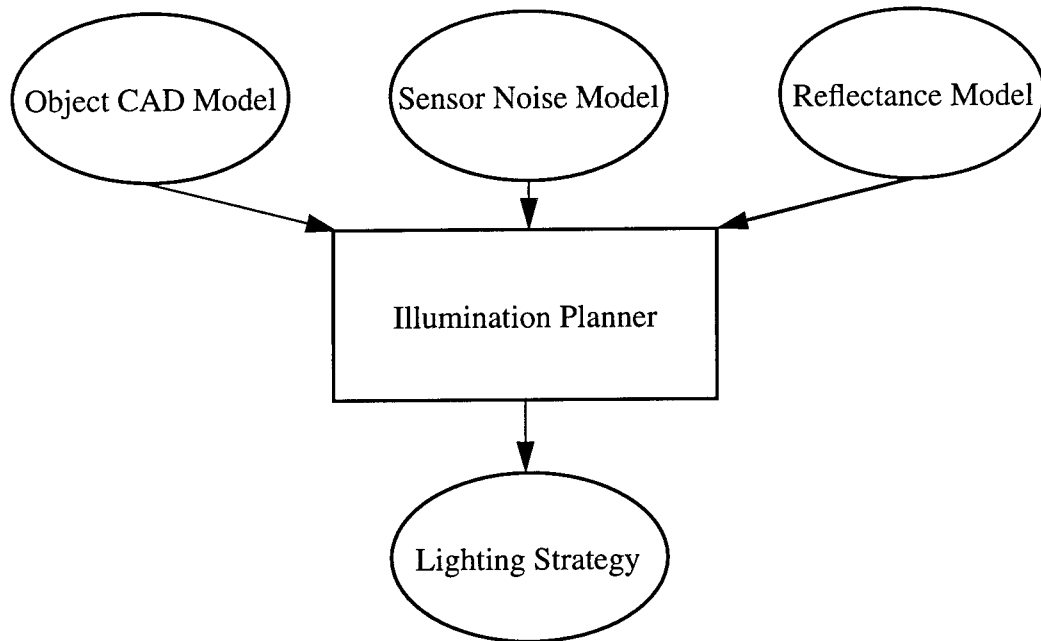 Object CAD Model
Sensor Noise Model
Reflectance Model
Illumination Planner
Lighting Strategy